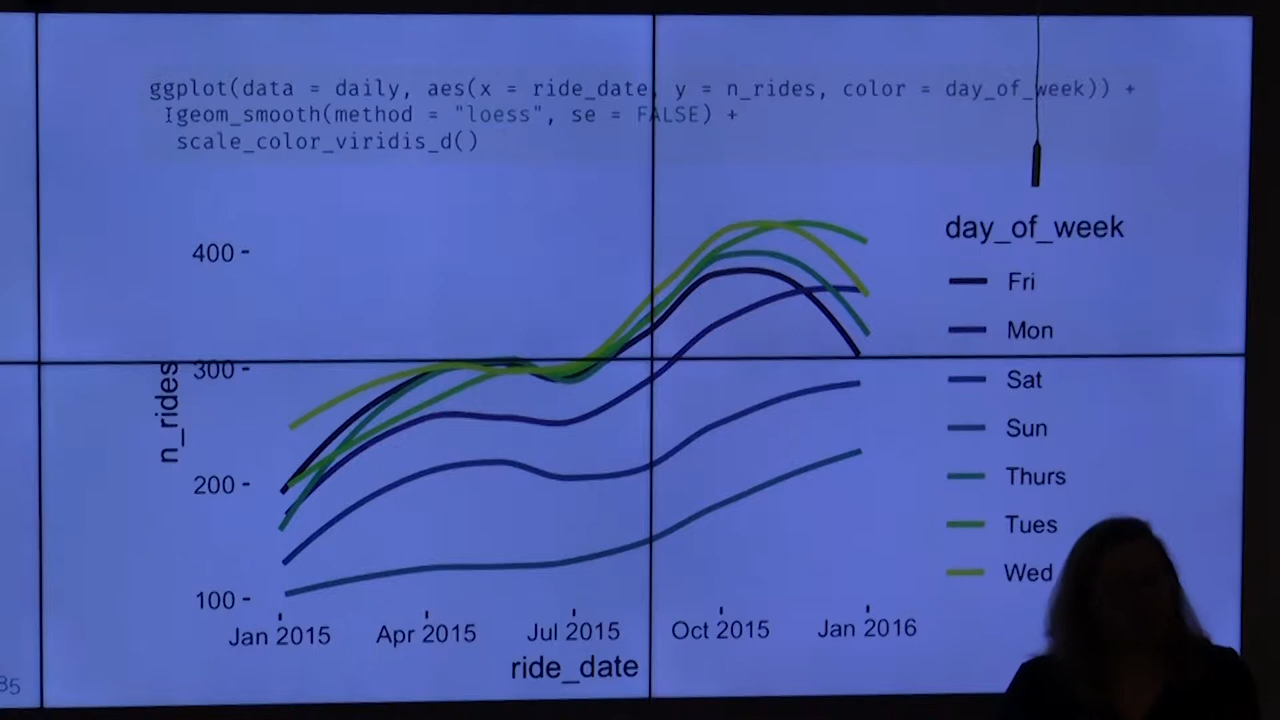 ggplot(data = daily, aes(x = ride_date, y = n_rides, color = day_of_week)) +
geom_smooth(method = "loess", se = FALSE) +
scale_color_viridis_d()
day_of_week
Fri
Mon
Sat
Sun
Thurs
Tues
Wed
n_rides
400
300
200
100
Jan 2015
Apr 2015
Jul 2015
Oct 2015
Jan 2016
ride_date
35